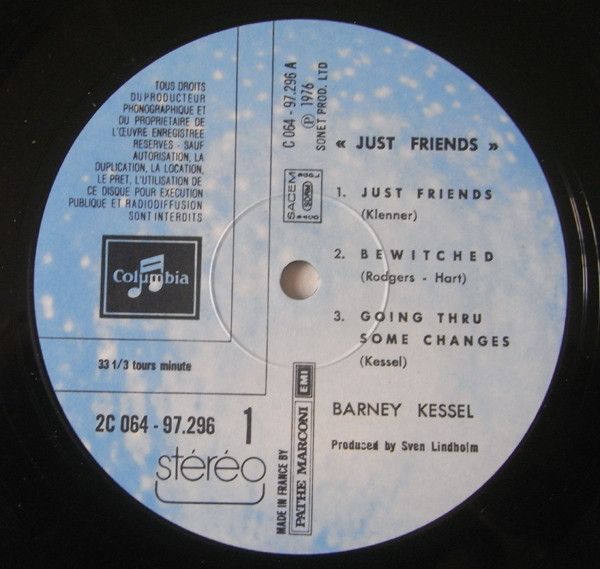 TOUS DROITS
DU PRODUCTEUR
PHONOGRAPHIQUE ET
DU PROPRIETAIRE DE
L'ŒUVRE ENREGISTREE
RESERVES - SAUF
AUTORISATION, LA
DUPLICATION, LA LOCATION,
LE PRET, L'UTILISATION DE
CE DISQUE POUR EXECUTION
PUBLIQUE ET RADIODIFFUSION
SONT INTERDITS
Columbia
33 1/3 tours minute
2C 064 - 97.296 1
stéréo
C 064 - 97.296 A
Ⓟ 1976
SONET PROD. LTD
SACEM
« JUST FRIENDS »
1. JUST FRIENDS
(Klenner)
2. BEWITCHED
(Rodgers - Hart)
3. GOING THRU
SOME CHANGES
(Kessel)
BARNEY KESSEL
Produced by Sven Lindholm
MADE IN FRANCE BY
PATHE MARCONI EMI